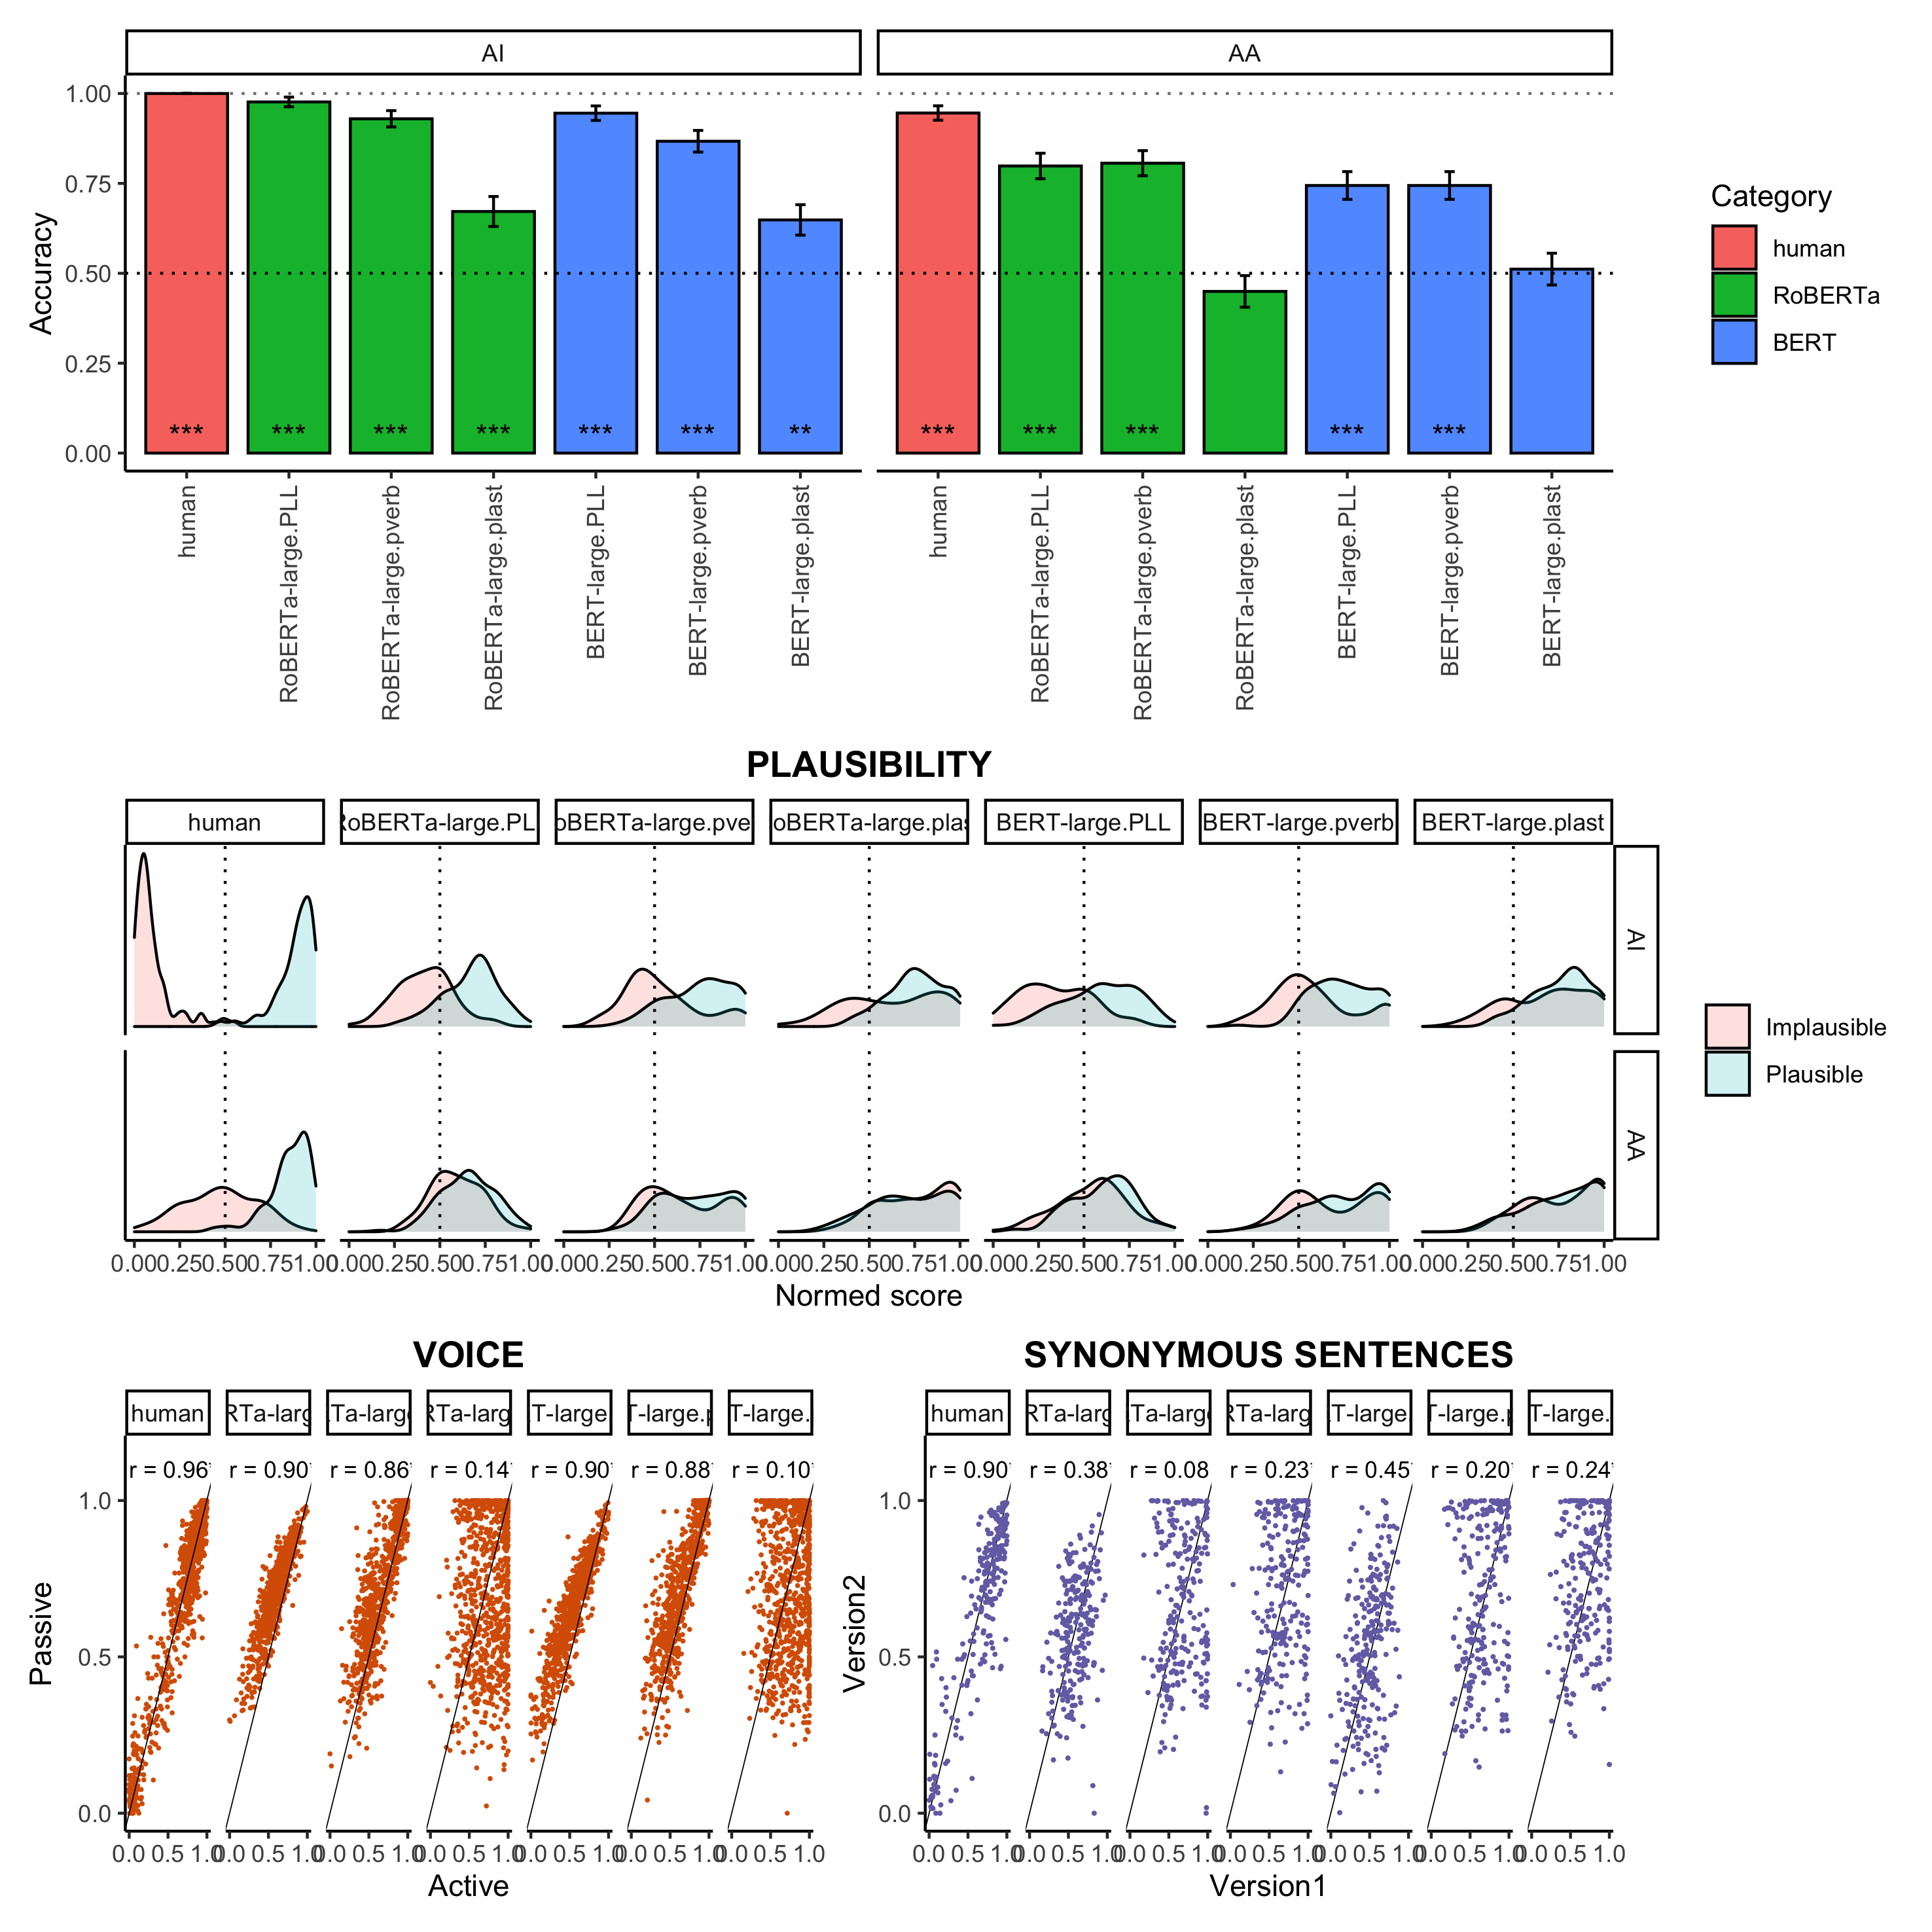 AI
AA
1.00
0.75
0.50
0.25
0.00
Accuracy
*** *** *** *** *** *** **
*** *** *** *** ***
human
RoBERTa-large.PLL
RoBERTa-large.pverb
RoBERTa-large.plast
BERT-large.PLL
BERT-large.pverb
BERT-large.plast
human
RoBERTa-large.PLL
RoBERTa-large.pverb
RoBERTa-large.plast
BERT-large.PLL
BERT-large.pverb
BERT-large.plast
Category
human
RoBERTa
BERT
PLAUSIBILITY
human
RoBERTa-large.PL
oBERTa-large.pve
oBERTa-large.plas
BERT-large.PLL
BERT-large.pverb
BERT-large.plast
AI
AA
0.00 0.25 0.50 0.75 1.00 0.00 0.25 0.50 0.75 1.00 0.00 0.25 0.50 0.75 1.00 0.00 0.25 0.50 0.75 1.00 0.00 0.25 0.50 0.75 1.00 0.00 0.25 0.50 0.75 1.00 0.00 0.25 0.50 0.75 1.00
Normed score
Implausible
Plausible
VOICE
human
RTa-larg
Ta-large
RTa-larg
T-large.
T-large.p
T-large.
r = 0.96*
r = 0.90*
r = 0.86*
r = 0.14*
r = 0.90*
r = 0.88*
r = 0.10*
1.0
0.5
0.0
Passive
0.0 0.5 1.0 0.0 0.5 1.0 0.0 0.5 1.0 0.0 0.5 1.0 0.0 0.5 1.0 0.0 0.5 1.0 0.0 0.5 1.0
Active
SYNONYMOUS SENTENCES
human
RTa-larg
Ta-large
RTa-larg
T-large.
T-large.p
T-large.
r = 0.90*
r = 0.38*
r = 0.08
r = 0.23*
r = 0.45*
r = 0.20*
r = 0.24*
1.0
0.5
0.0
Version2
0.0 0.5 1.0 0.0 0.5 1.0 0.0 0.5 1.0 0.0 0.5 1.0 0.0 0.5 1.0 0.0 0.5 1.0 0.0 0.5 1.0
Version1